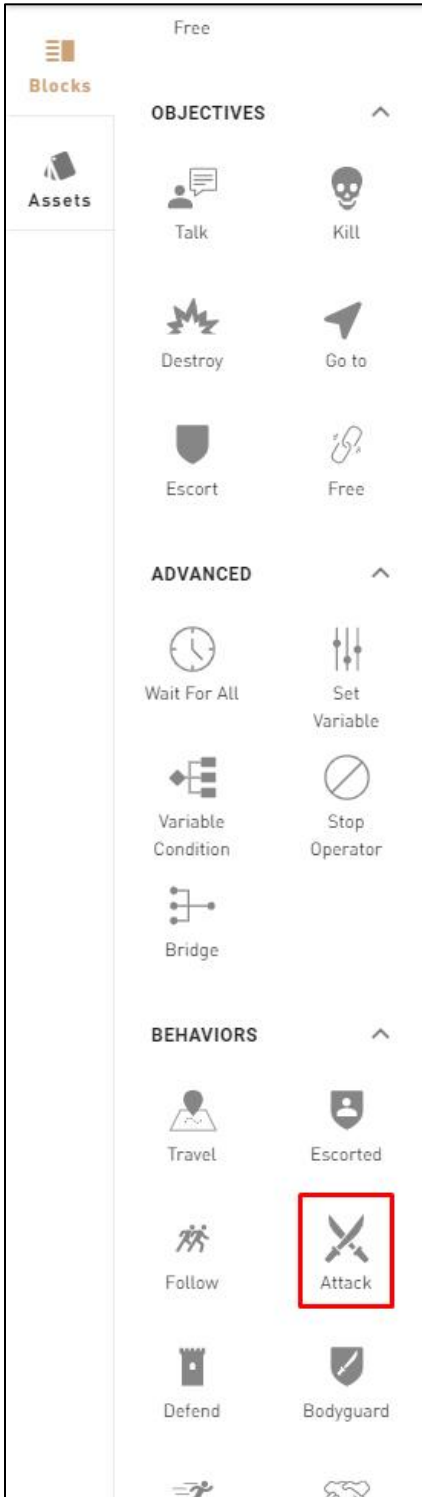 Free
Blocks
OBJECTIVES
Assets
Talk
Kill
Destroy
Go to
Escort
Free
ADVANCED
Wait For All
Set
Variable
Variable
Condition
Stop
Operator
Bridge
BEHAVIORS
Travel
Escorted
Follow
Attack
Defend
Bodyguard